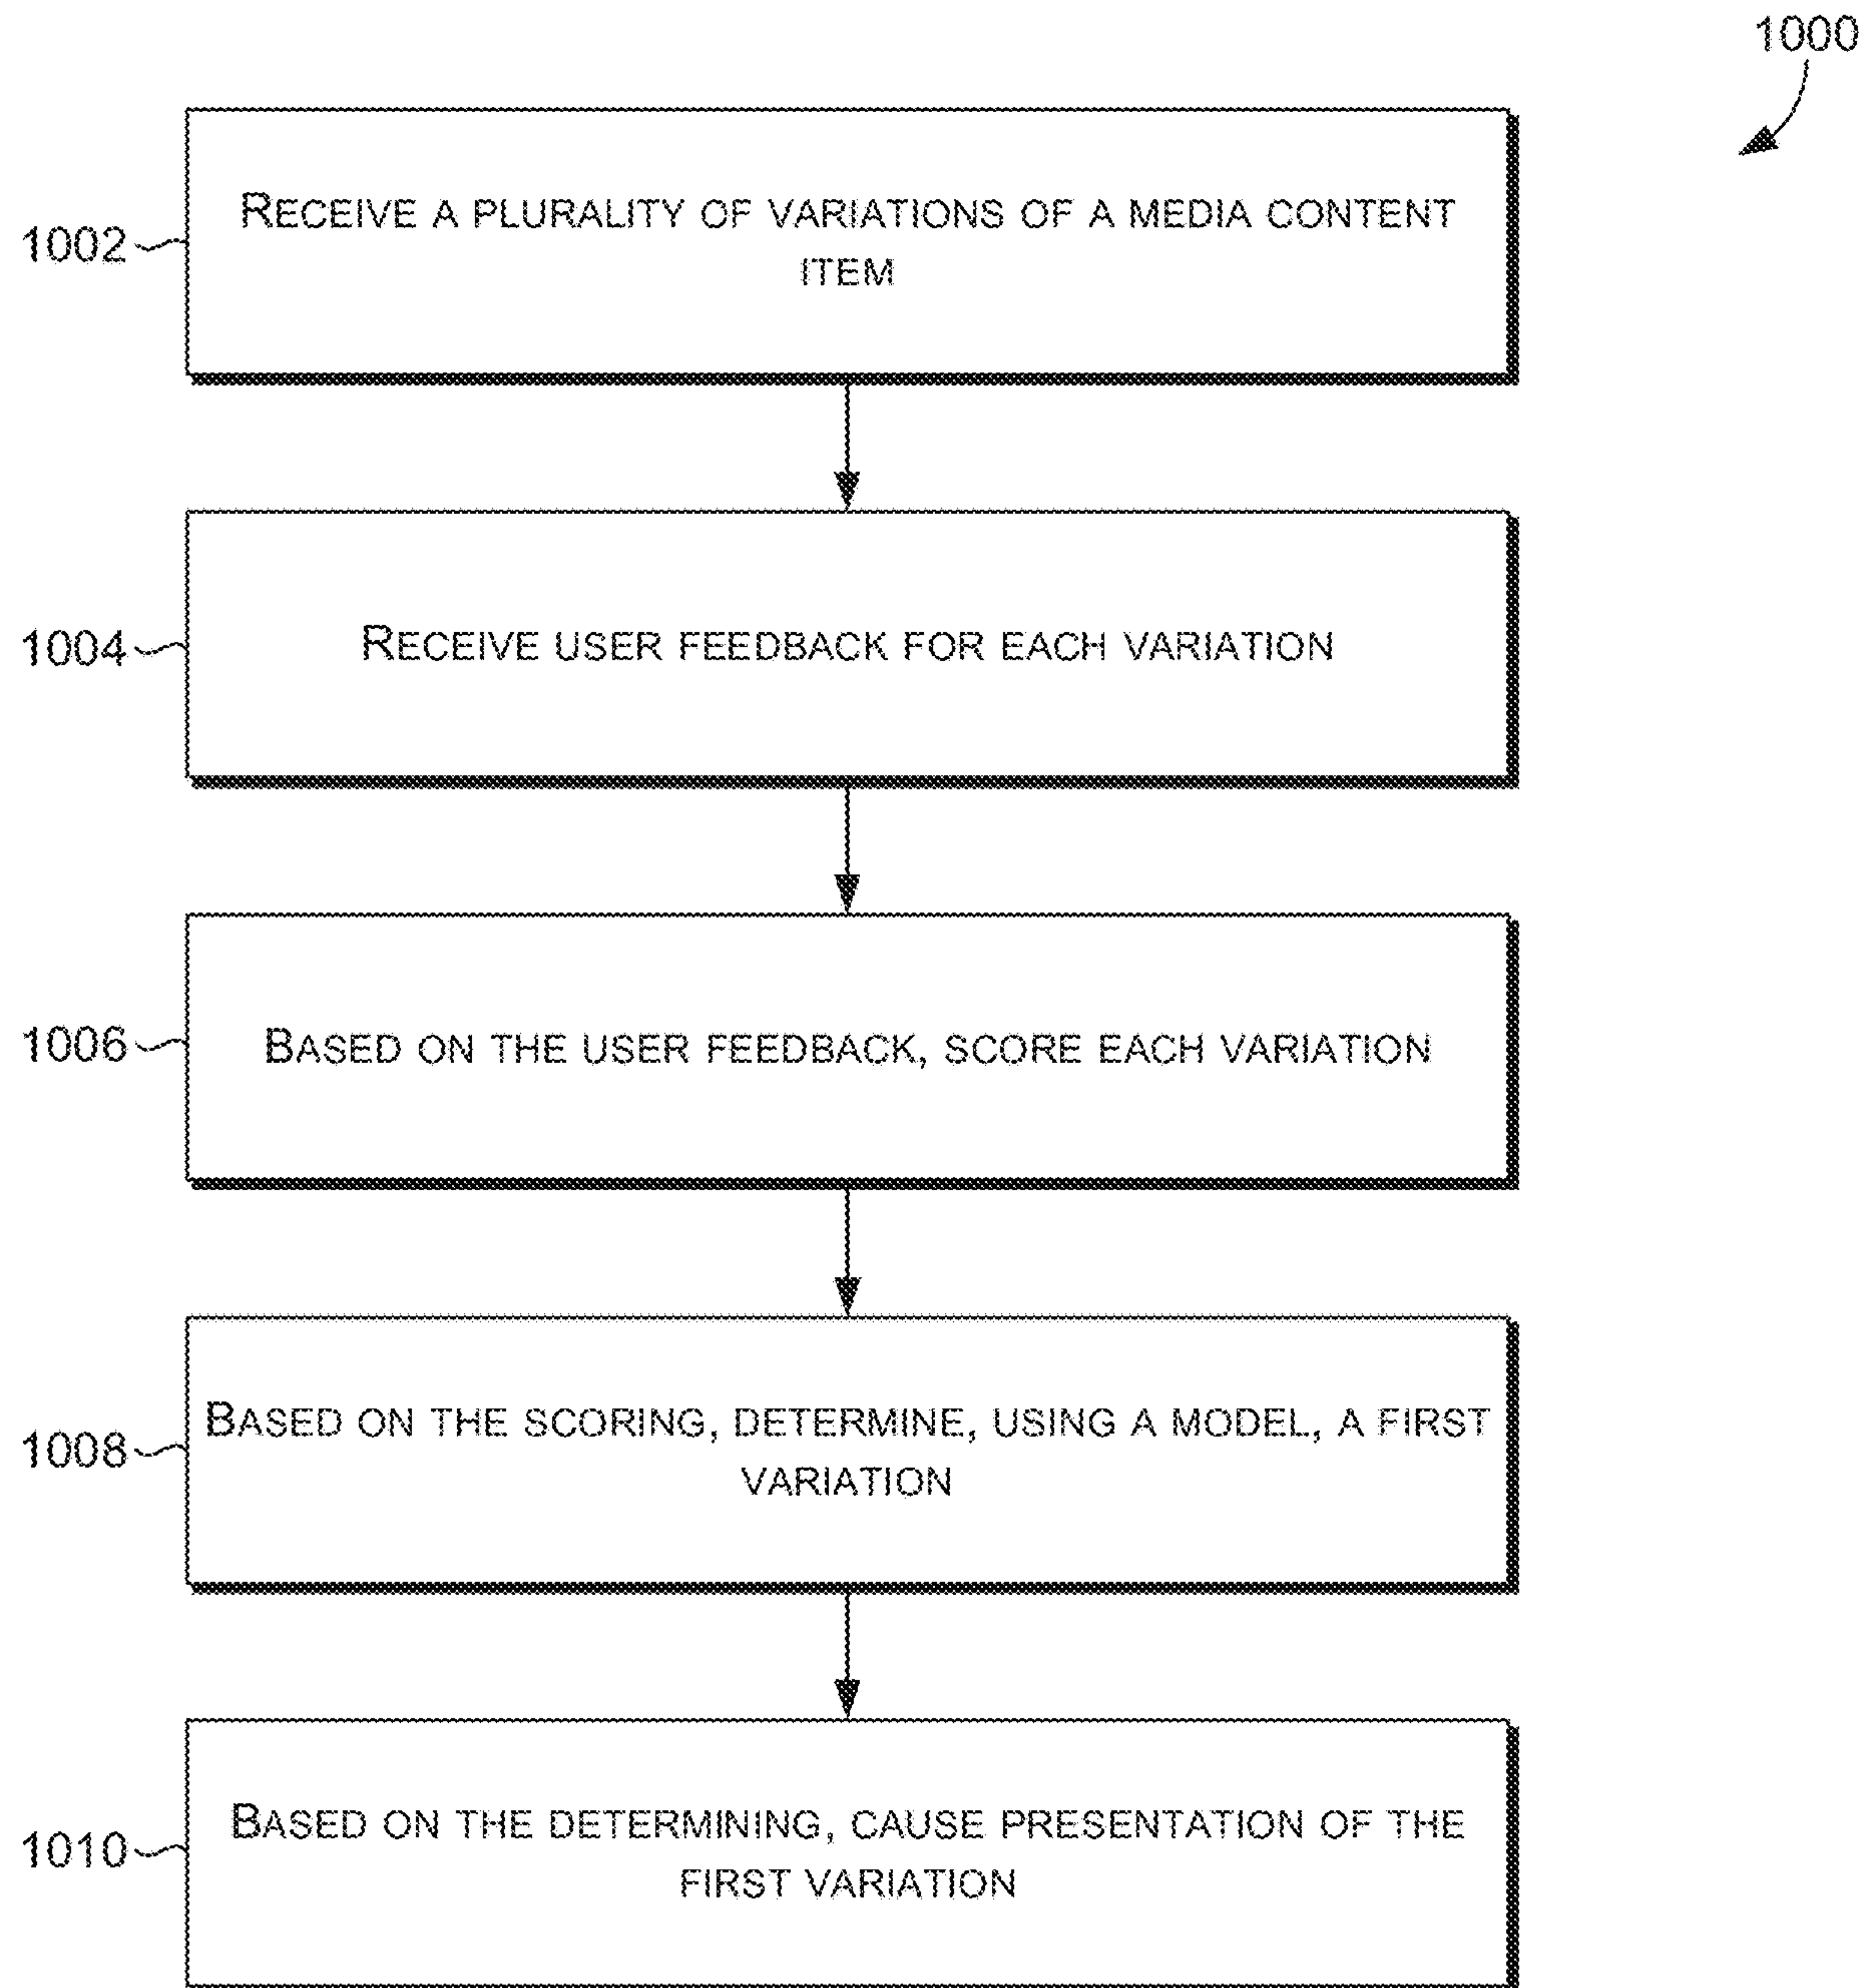 1000
1002
RECEIVE A PLURALITY OF VARIATIONS OF A MEDIA CONTENT
ITEM
1004
RECEIVE USER FEEDBACK FOR EACH VARIATION
1006
BASED ON THE USER FEEDBACK, SCORE EACH VARIATION
1008
BASED ON THE SCORING, DETERMINE, USING A MODEL, A FIRST
VARIATION
1010
BASED ON THE DETERMINING, CAUSE PRESENTATION OF THE
FIRST VARIATION